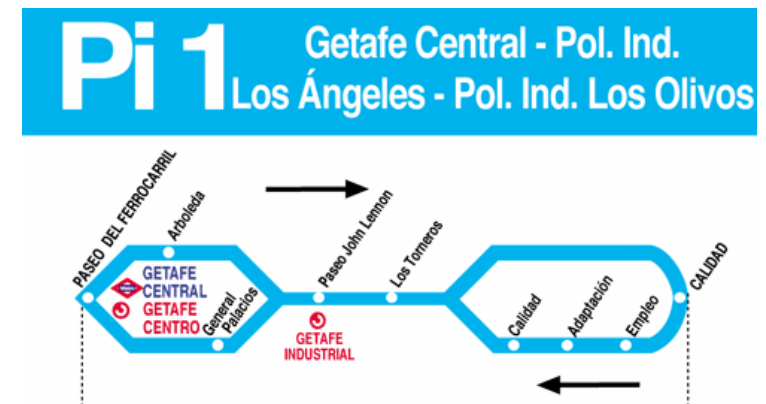 Pi 1
Getafe Central - Pol. Ind.
Los Ángeles - Pol. Ind. Los Olivos
PASEO DEL FERROCARRIL
Arboleda
GETAFE
CENTRAL
GETAFE
CENTRO
General
Palacios
Paseo John Lennon
GETAFE
INDUSTRIAL
Los Torneros
Calidad
Adaptación
Empleo
CALIDAD